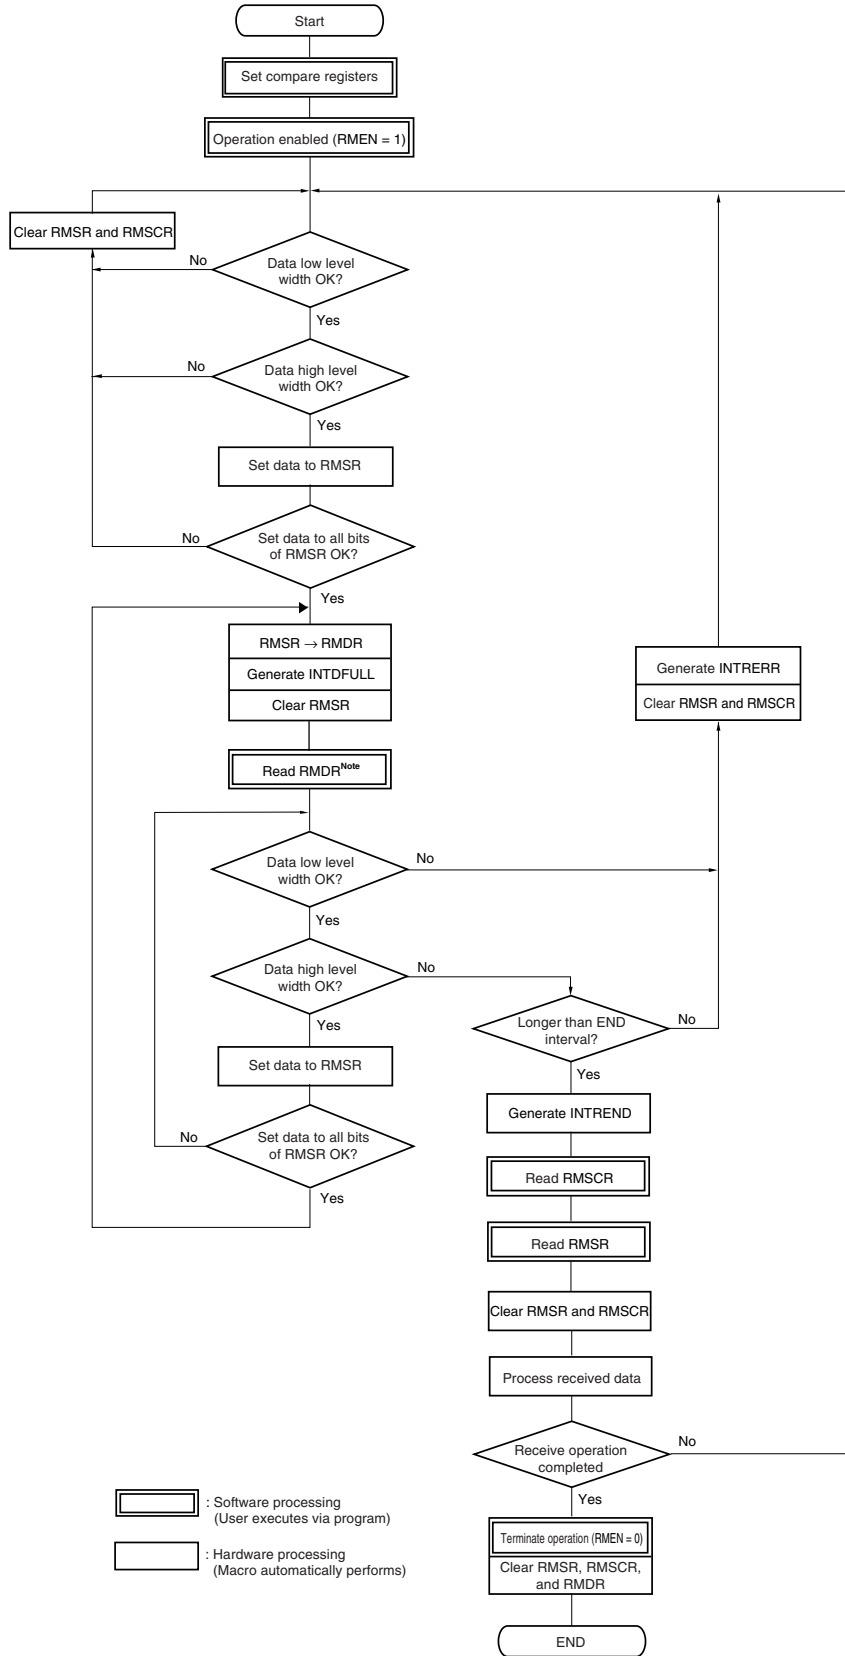 Start
Set compare registers
Operation enabled (RMEN = 1)
Clear RMSR and RMSCR
No
Data low level
width OK?
Yes
No
Data high level
width OK?
Yes
Set data to RMSR
No
Set data to all bits
of RMSR OK?
Yes
RMSR → RMDR
Generate INTDFULL
Clear RMSR
Generate INTRERR
Clear RMSR and RMSCR
Read RMDRNote
Data low level
width OK?
No
Yes
Data high level
width OK?
No
Yes
Longer than END
interval?
No
Yes
Set data to RMSR
Generate INTREND
No
Set data to all bits
of RMSR OK?
Yes
Read RMSCR
Read RMSR
Clear RMSR and RMSCR
Process received data
Receive operation
completed
No
Yes
Terminate operation (RMEN = 0)
Clear RMSR, RMSCR,
and RMDR
END
: Software processing
(User executes via program)
: Hardware processing
(Macro automatically performs)